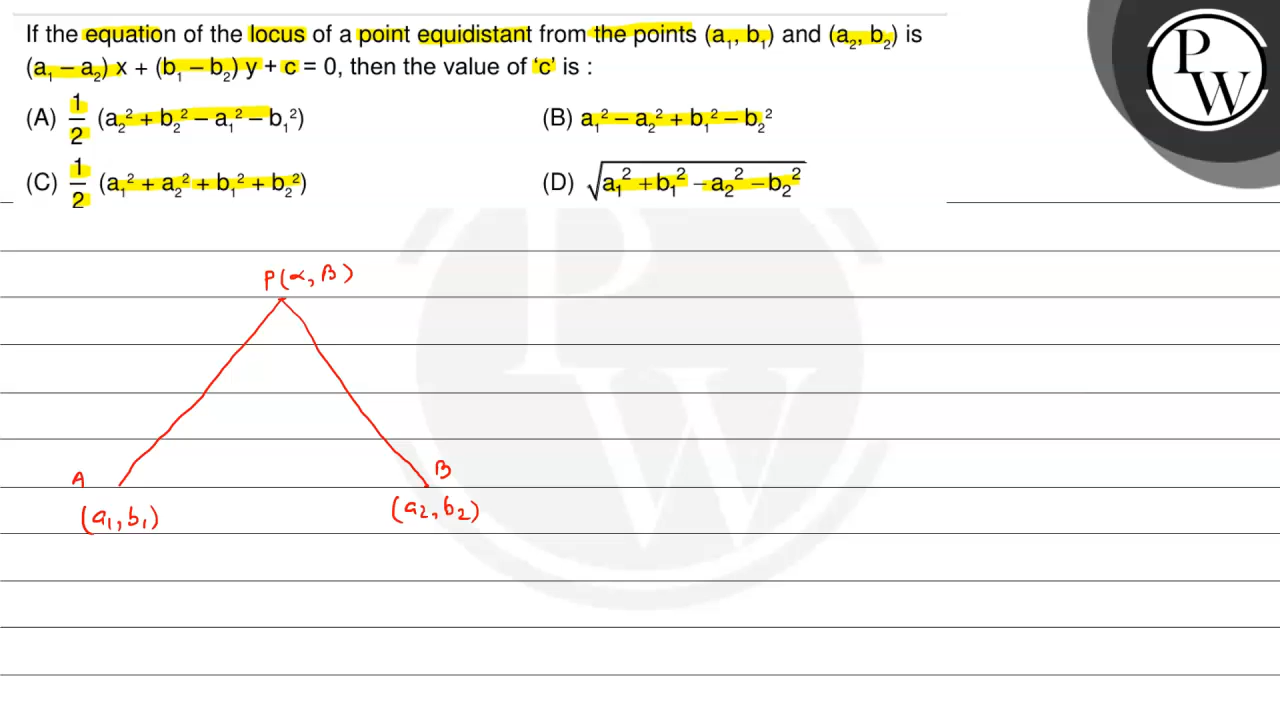 If the equation of the locus of a point equidistant from the points (a₁, b₁) and (a₂, b₂) is
(a₁ – a₂) x + (b₁ – b₂) y + c = 0, then the value of ‘c’ is :
(A) 1/2 (a₂² + b₂² – a₁² – b₁²) (B) a₁² – a₂² + b₁² – b₂²
(C) 1/2 (a₁² + a₂² + b₁² + b₂²) (D) √(a₁² + b₁² – a₂² – b₂²)
P(α, β)
A B
(a₁, b₁) (a₂, b₂)
P
W
P
W